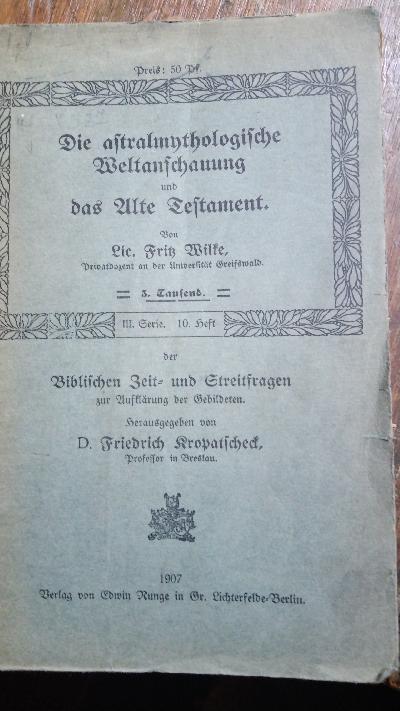 Preis: 50 Pf.
Die astralmythologische
Weltanschauung
und
das Alte Testament.
Von
Lic. Fritz Wilke,
Privatdozent an der Universität Greifswald.
3. Tausend.
III. Serie. 10. Heft
der
Biblischen Zeit- und Streitfragen
zur Aufklärung der Gebildeten.
Herausgegeben von
D. Friedrich Kropatscheck,
Professor in Breslau.
1907
Verlag von Edwin Runge in Gr. Lichterfelde-Berlin.